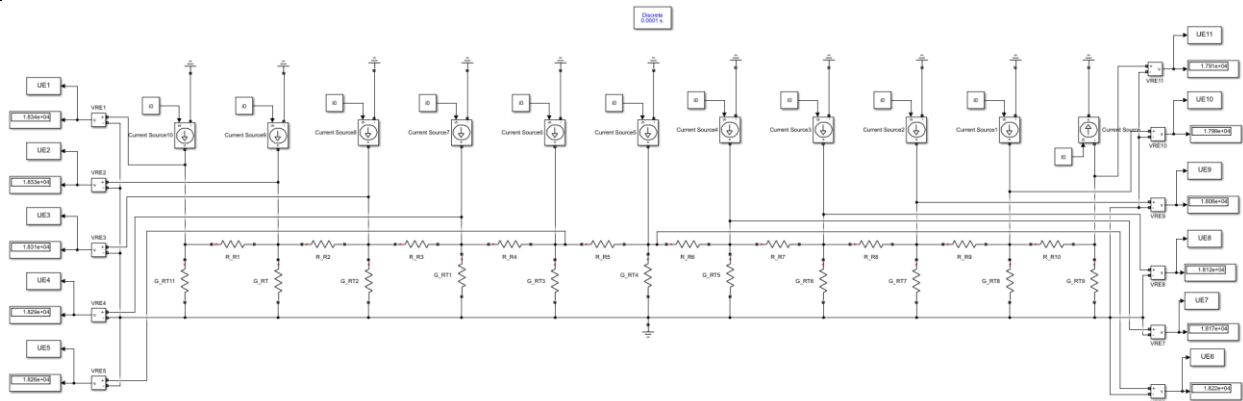 Discrete
0.0001 s.
UE11
1.791e+04
VRE11
UE10
1.799e+04
VRE10
UE9
1.806e+04
VRE9
UE8
1.812e+04
VRE8
UE7
1.817e+04
VRE7
UE6
1.822e+04
UE1
1.834e+04
VRE1
UE2
1.833e+04
VRE2
UE3
1.831e+04
VRE3
UE4
1.829e+04
VRE4
UE5
1.826e+04
VRE5
i0
i0
i0
i0
i0
i0
i0
i0
i0
i0
i0
Current Source10
Current Source9
Current Source8
Current Source7
Current Source6
Current Source5
Current Source4
Current Source3
Current Source2
Current Source1
Current Source
R_R1
R_R2
R_R3
R_R4
R_R5
R_R6
R_R7
R_R8
R_R9
R_R10
G_RT11
G_RT
G_RT2
G_RT1
G_RT3
G_RT4
G_RT5
G_RT6
G_RT7
G_RT8
G_RT9